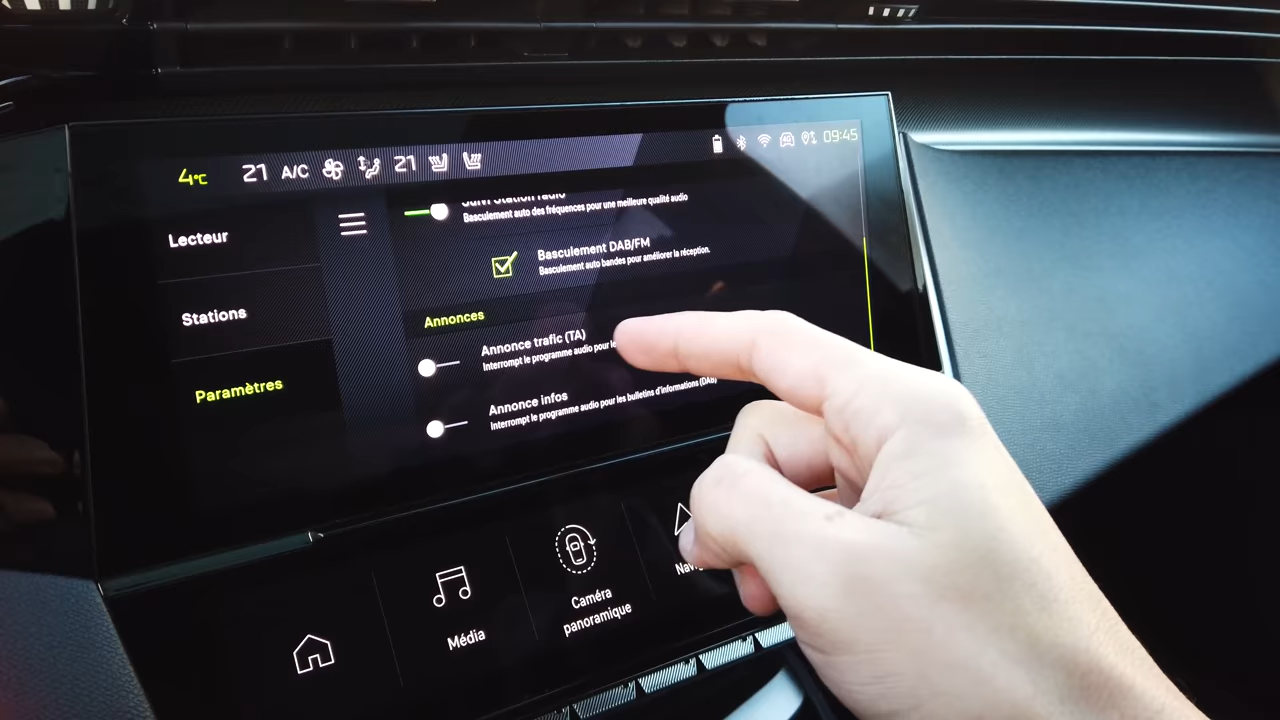 4°C 21 A/C 21 4G 09:45
Lecteur
Stations
Paramètres
Suivi station radio
Basculement auto des fréquences pour une meilleure qualité audio
Basculement DAB/FM
Basculement auto bandes pour améliorer la réception.
Annonces
Annonce trafic (TA)
Interrompt le programme audio pour le
Annonce infos
Interrompt le programme audio pour les bulletins d'informations (DAB)
Média
Caméra
panoramique